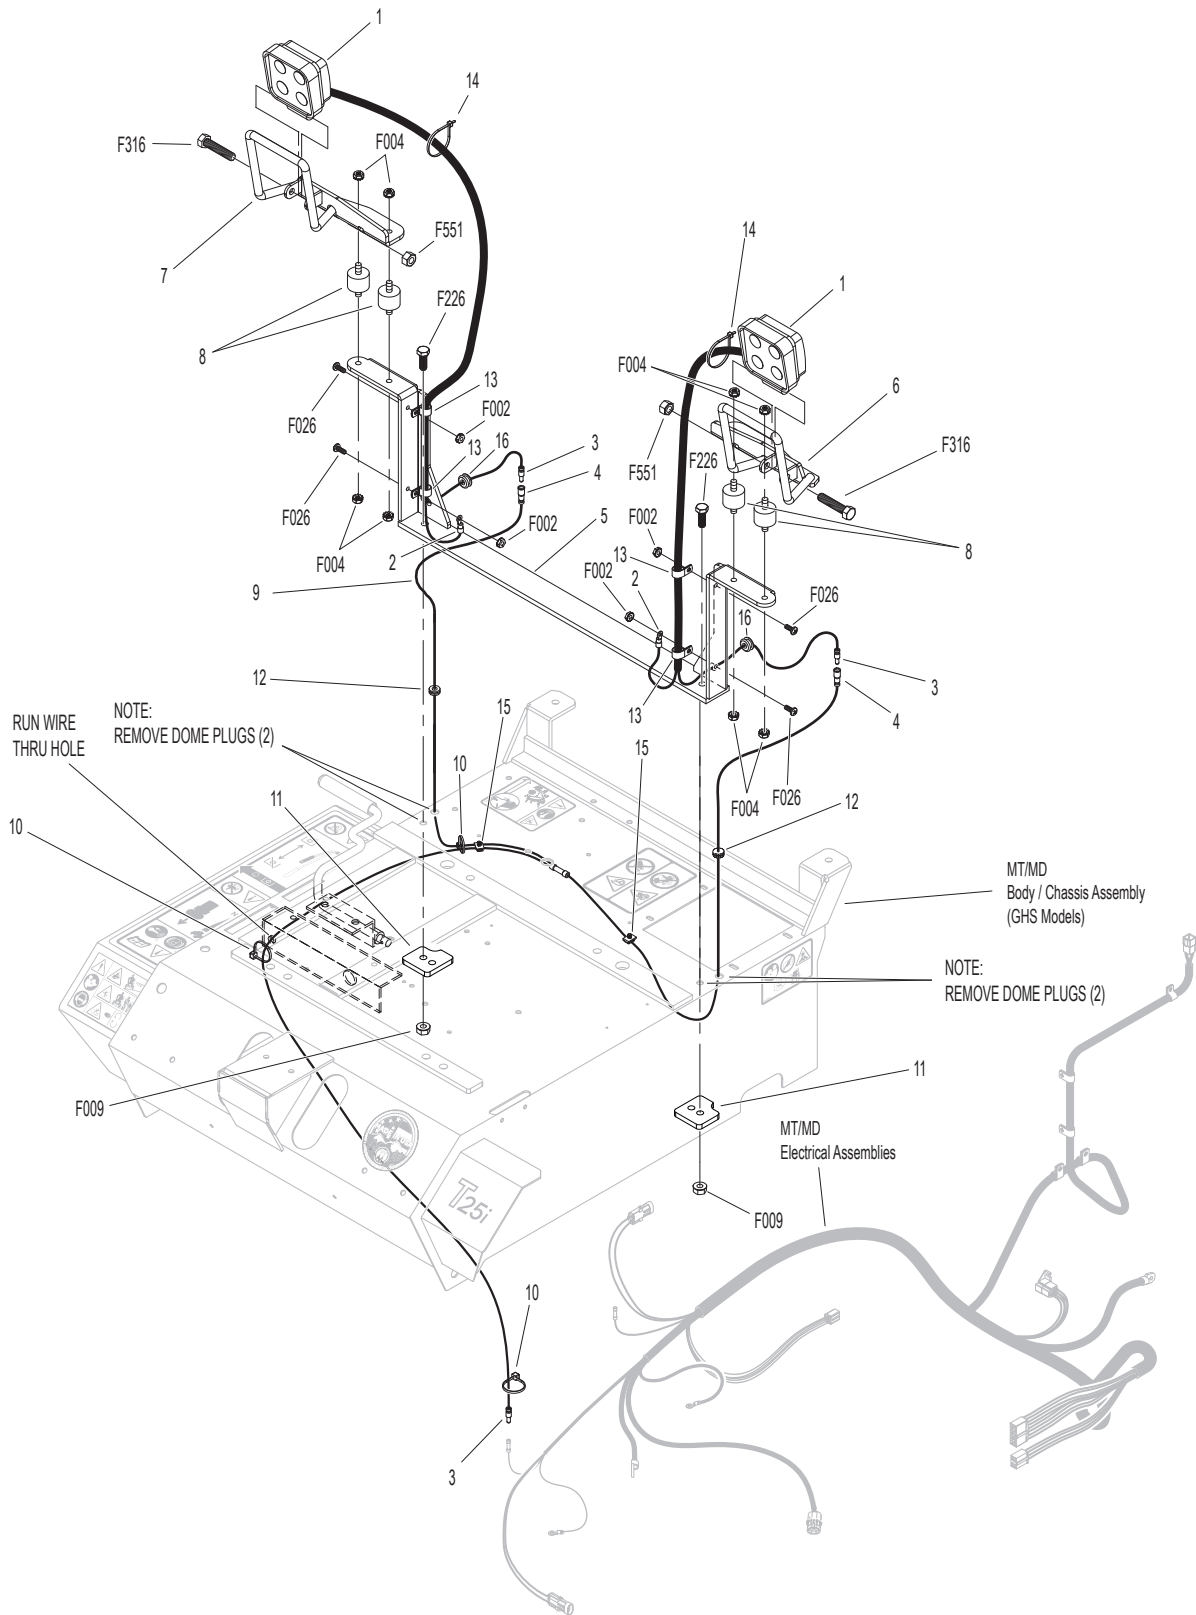 1
14
F316
F004
F551
7
14
F226
1
8
F004
6
13
F002
F026
16
3
F551
F226
F316
13
4
F026
F002
F002
5
8
2
F004
13
9
F002
2
F026
16
12
3
RUN WIRE
THRU HOLE
NOTE:
REMOVE DOME PLUGS (2)
15
13
4
10
15
F004
F026
11
12
10
MT/MD
Body / Chassis Assembly
(GHS Models)
NOTE:
REMOVE DOME PLUGS (2)
11
F009
MT/MD
Electrical Assemblies
T25i
F009
10
3